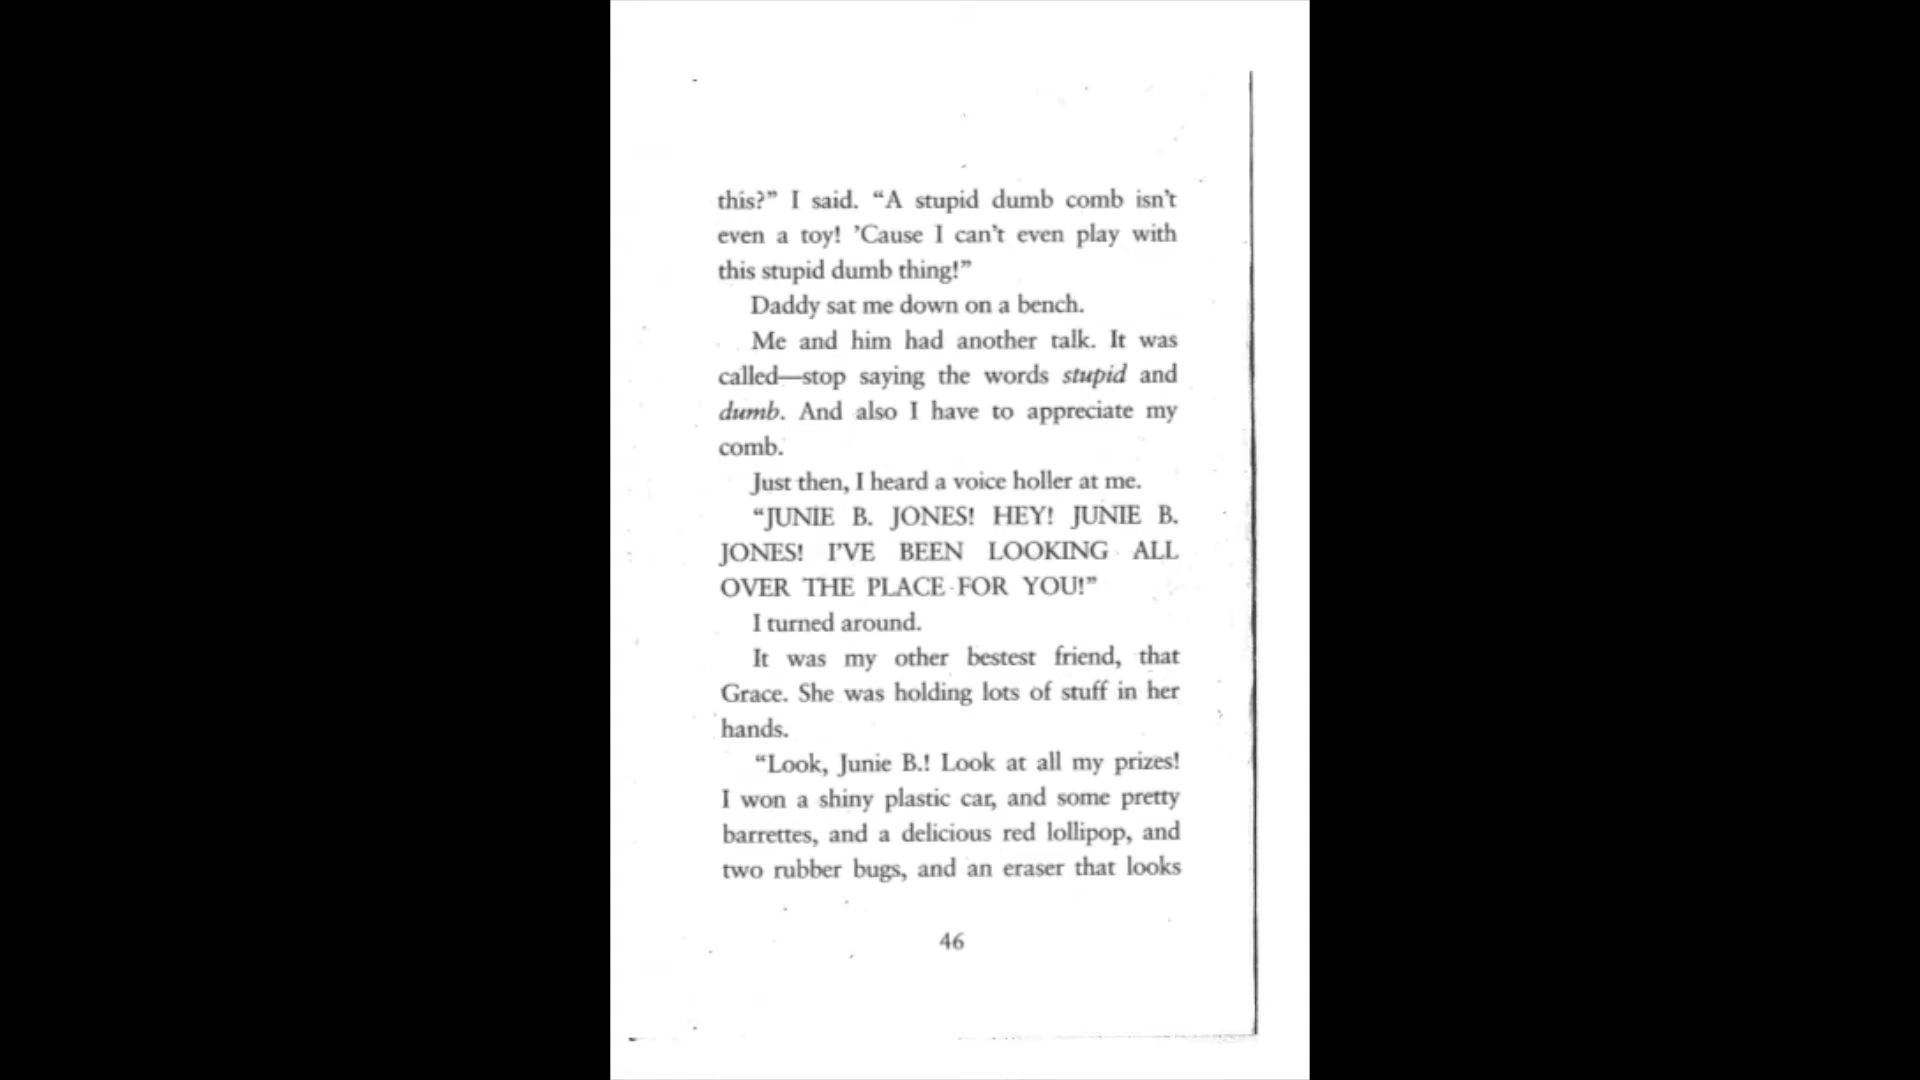 this?” I said. “A stupid dumb comb isn’t
even a toy! ’Cause I can’t even play with
this stupid dumb thing!”
Daddy sat me down on a bench.
Me and him had another talk. It was
called—stop saying the words stupid and
dumb. And also I have to appreciate my
comb.
Just then, I heard a voice holler at me.
“JUNIE B. JONES! HEY! JUNIE B.
JONES! I’VE BEEN LOOKING ALL
OVER THE PLACE FOR YOU!”
I turned around.
It was my other bestest friend, that
Grace. She was holding lots of stuff in her
hands.
“Look, Junie B.! Look at all my prizes!
I won a shiny plastic car, and some pretty
barrettes, and a delicious red lollipop, and
two rubber bugs, and an eraser that looks
46